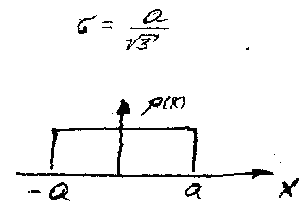 σ = a / √3
p(x)
-a a x